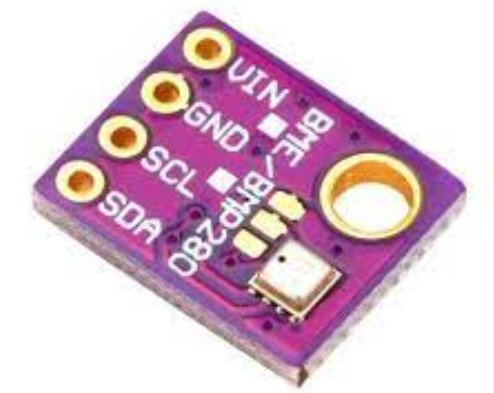 VIN
GND
SCL
SDA
BME/BMP280